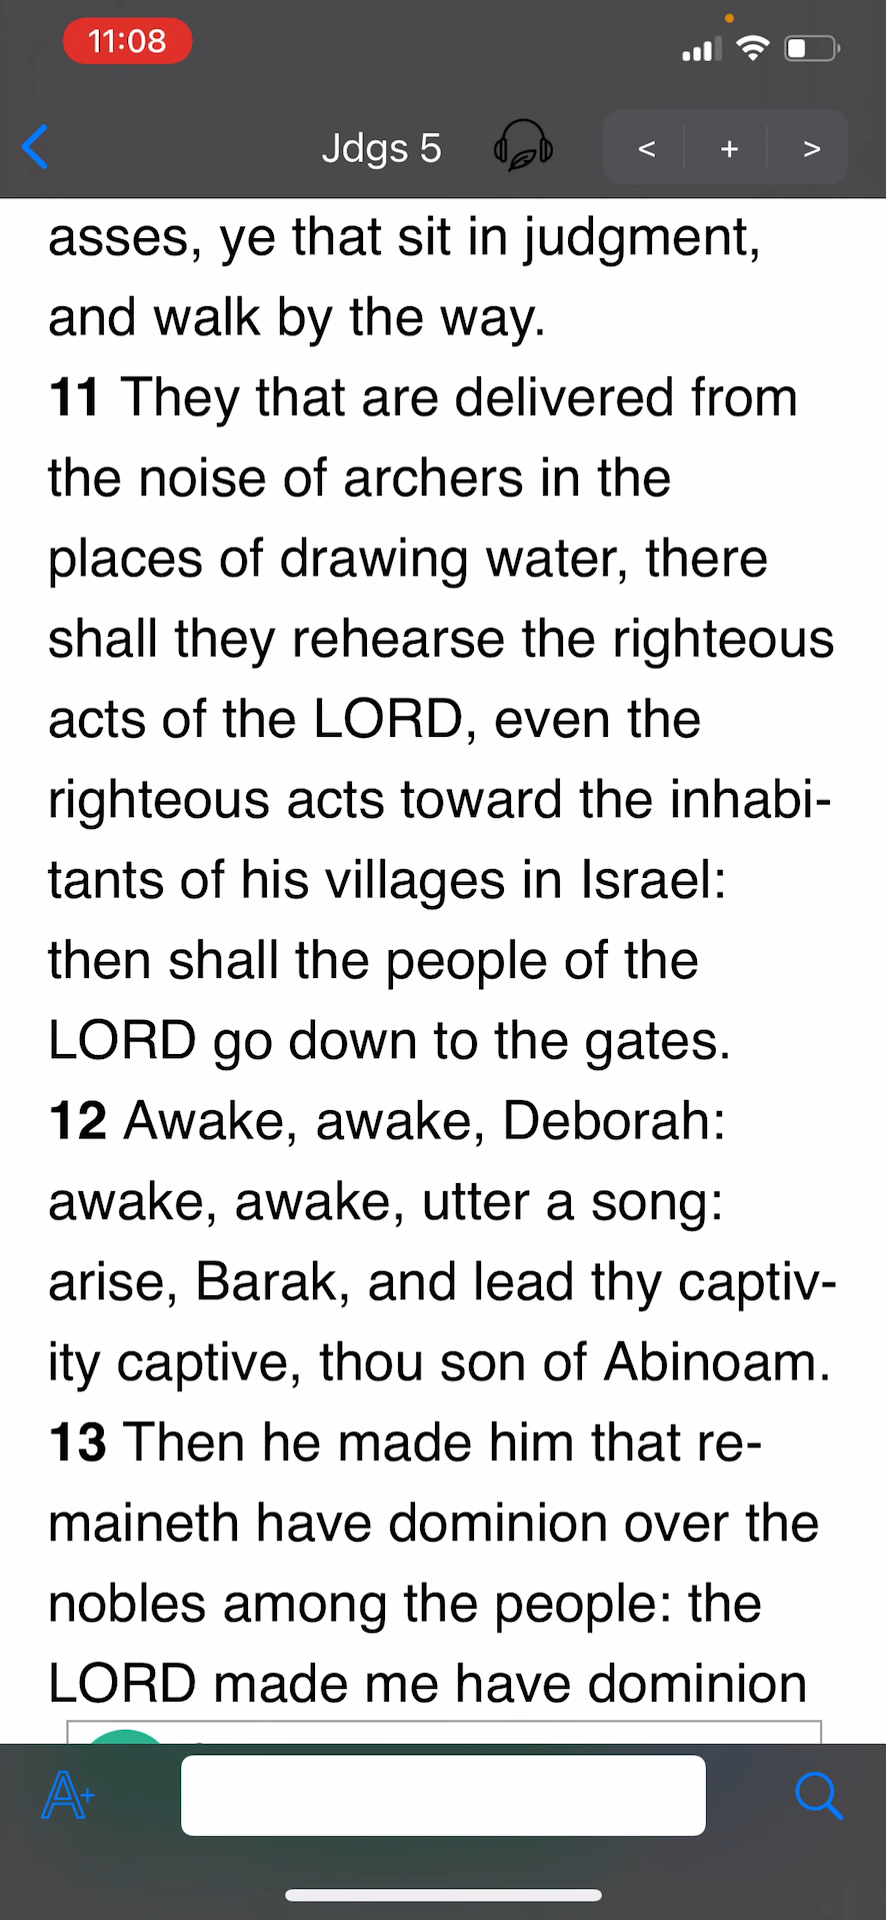 11:08
Jdgs 5
< + >
asses, ye that sit in judgment,
and walk by the way.
11 They that are delivered from
the noise of archers in the
places of drawing water, there
shall they rehearse the righteous
acts of the LORD, even the
righteous acts toward the inhabi-
tants of his villages in Israel:
then shall the people of the
LORD go down to the gates.
12 Awake, awake, Deborah:
awake, awake, utter a song:
arise, Barak, and lead thy captiv-
ity captive, thou son of Abinoam.
13 Then he made him that re-
maineth have dominion over the
nobles among the people: the
LORD made me have dominion
A+